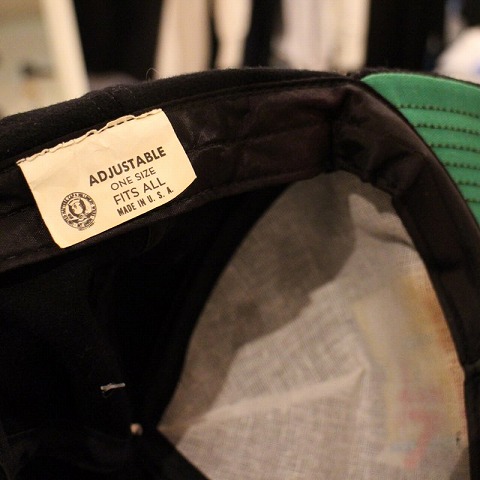 ADJUSTABLE
ONE SIZE
FITS ALL
MADE IN U.S.A.